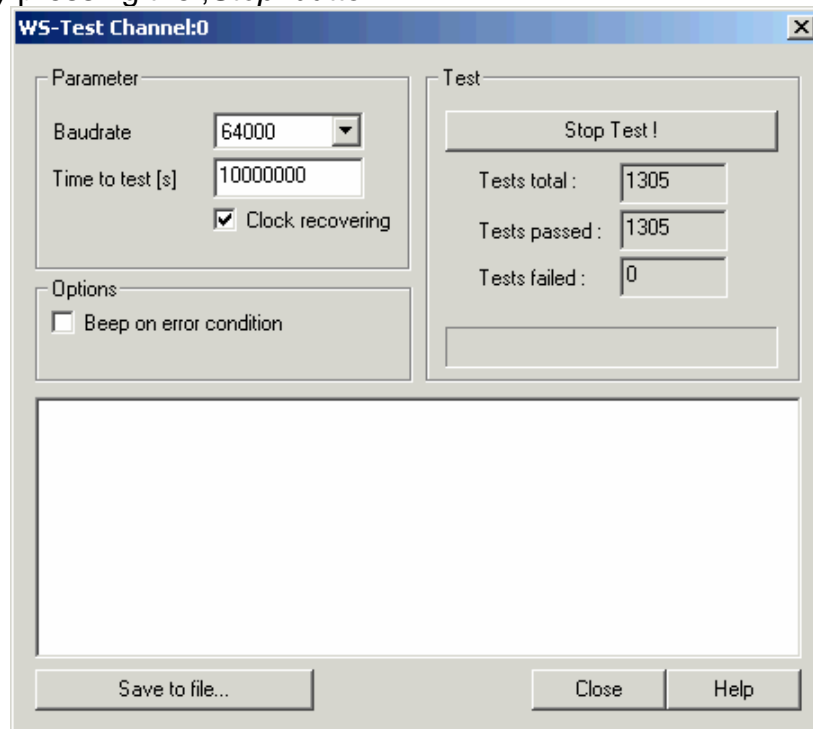 WS-Test Channel:0
Parameter
Baudrate 64000
Time to test [s] 10000000
Clock recovering
Options
Beep on error condition
Test
Stop Test !
Tests total : 1305
Tests passed : 1305
Tests failed : 0
Save to file...
Close
Help